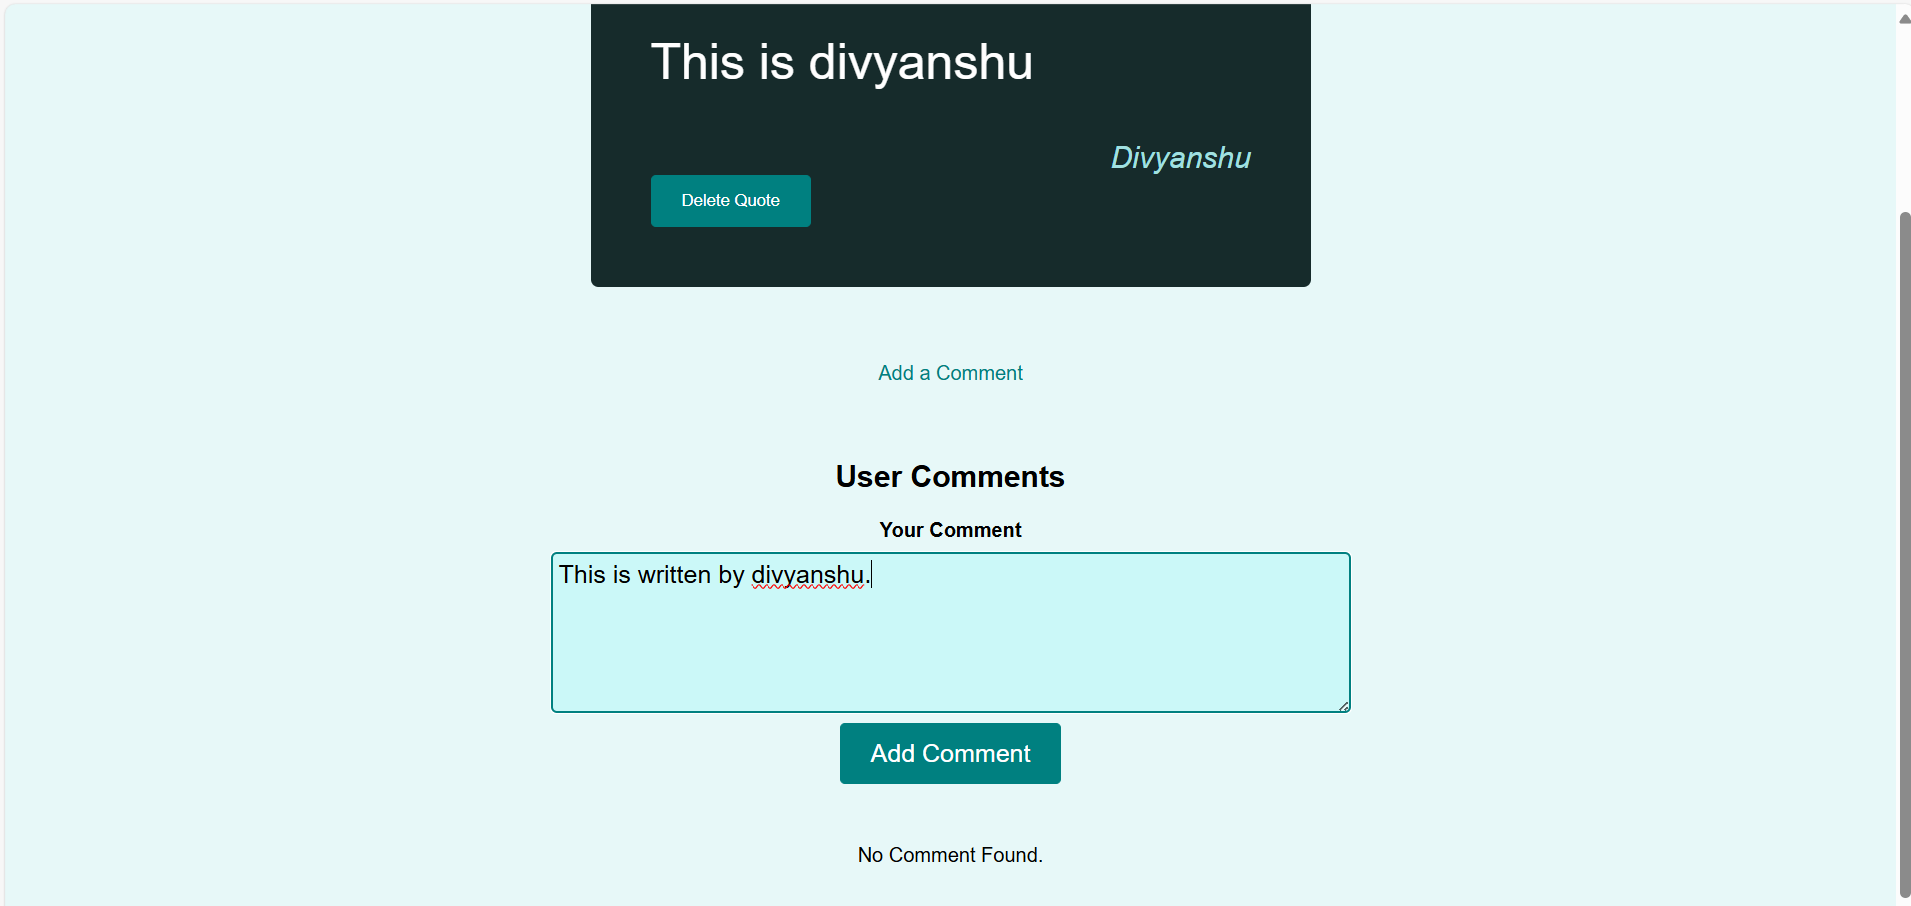 This is divyanshu
Divyanshu
Delete Quote
Add a Comment
User Comments
Your Comment
This is written by divyanshu.
Add Comment
No Comment Found.